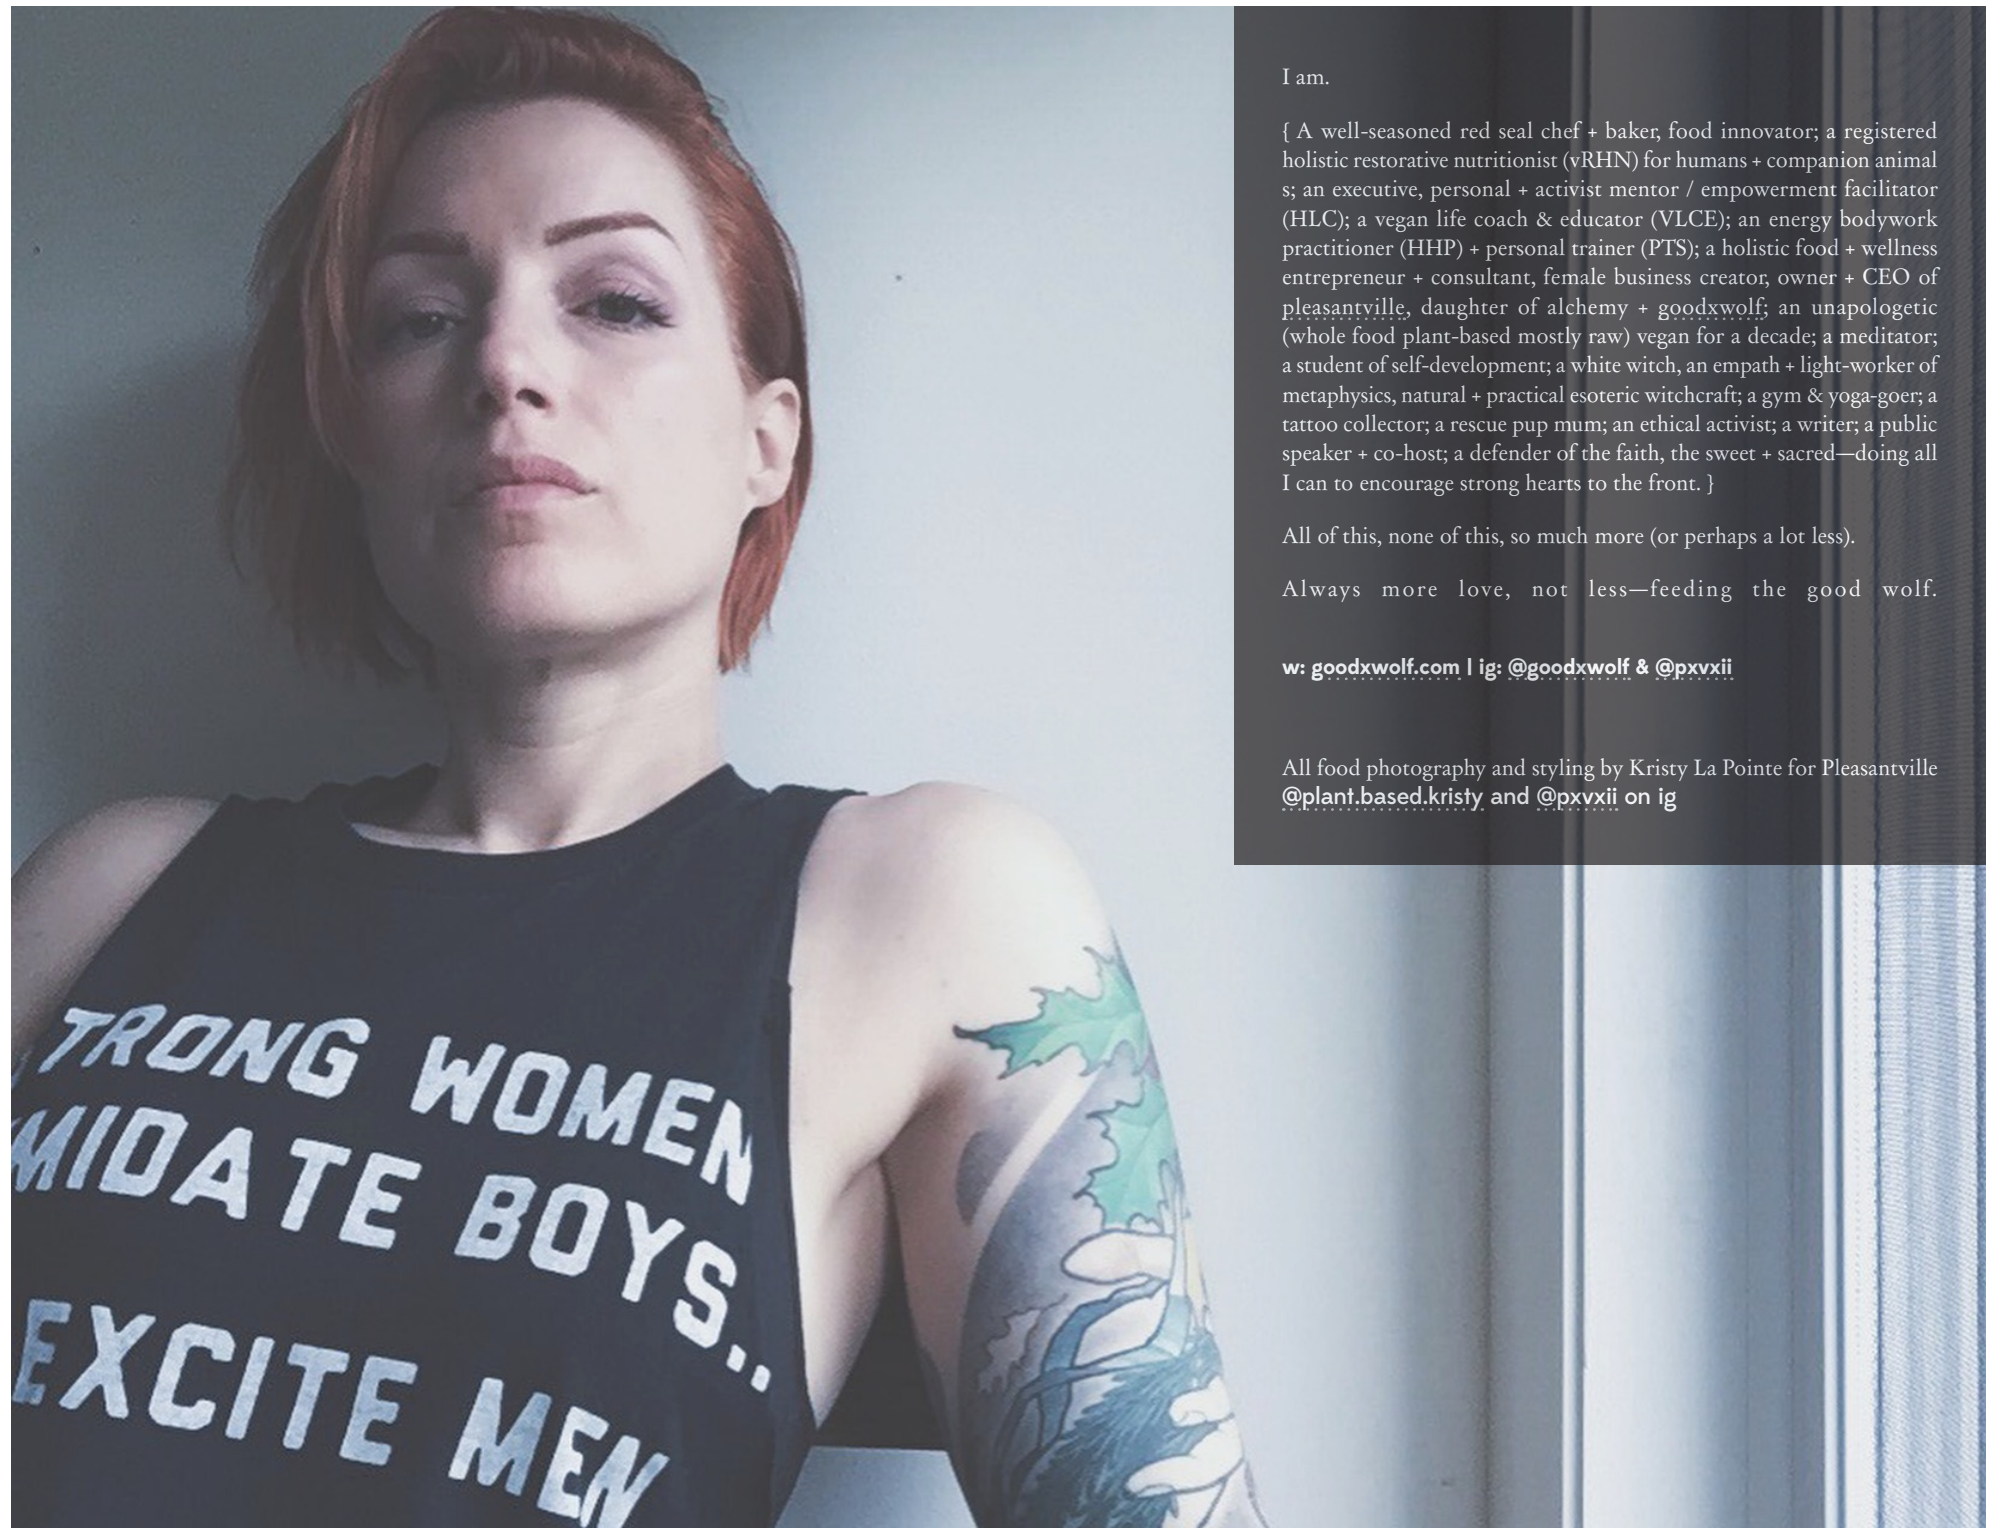 I am.
{ A well-seasoned red seal chef + baker, food innovator; a registered
holistic restorative nutritionist (vRHN) for humans + companion animal
s; an executive, personal + activist mentor / empowerment facilitator
(HLC); a vegan life coach & educator (VLCE); an energy bodywork
practitioner (HHP) + personal trainer (PTS); a holistic food + wellness
entrepreneur + consultant, female business creator, owner + CEO of
pleasantville, daughter of alchemy + goodxwolf; an unapologetic
(whole food plant-based mostly raw) vegan for a decade; a meditator;
a student of self-development; a white witch, an empath + light-worker of
metaphysics, natural + practical esoteric witchcraft; a gym & yoga-goer; a
tattoo collector; a rescue pup mum; an ethical activist; a writer; a public
speaker + co-host; a defender of the faith, the sweet + sacred—doing all
I can to encourage strong hearts to the front. }
All of this, none of this, so much more (or perhaps a lot less).
Always more love, not less—feeding the good wolf.
w: goodxwolf.com | ig: @goodxwolf & @pxvxii
All food photography and styling by Kristy La Pointe for Pleasantville
@plant.based.kristy and @pxvxii on ig
TRONG WOMEN
MIDATE BOYS..
EXCITE MEN